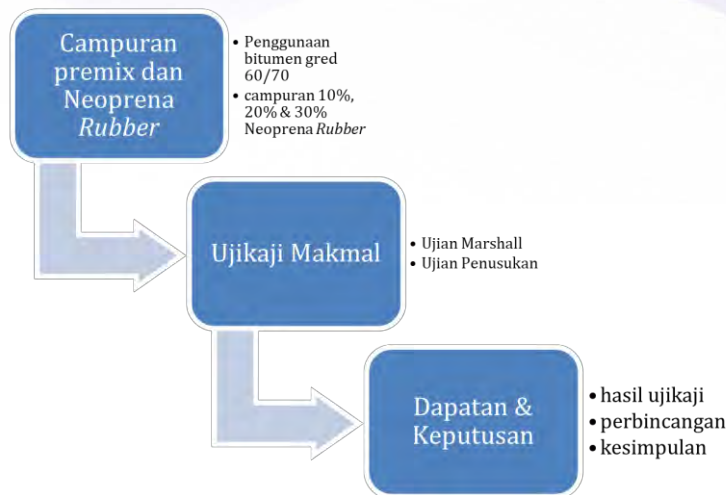 Campuran
premix dan
Neoprena
Rubber
• Penggunaan
bitumen gred
60/70
• campuran 10%,
20% & 30%
Neoprena Rubber
Ujikaji Makmal
• Ujian Marshall
• Ujian Penusukan
Dapatan &
Keputusan
• hasil ujikaji
• perbincangan
• kesimpulan